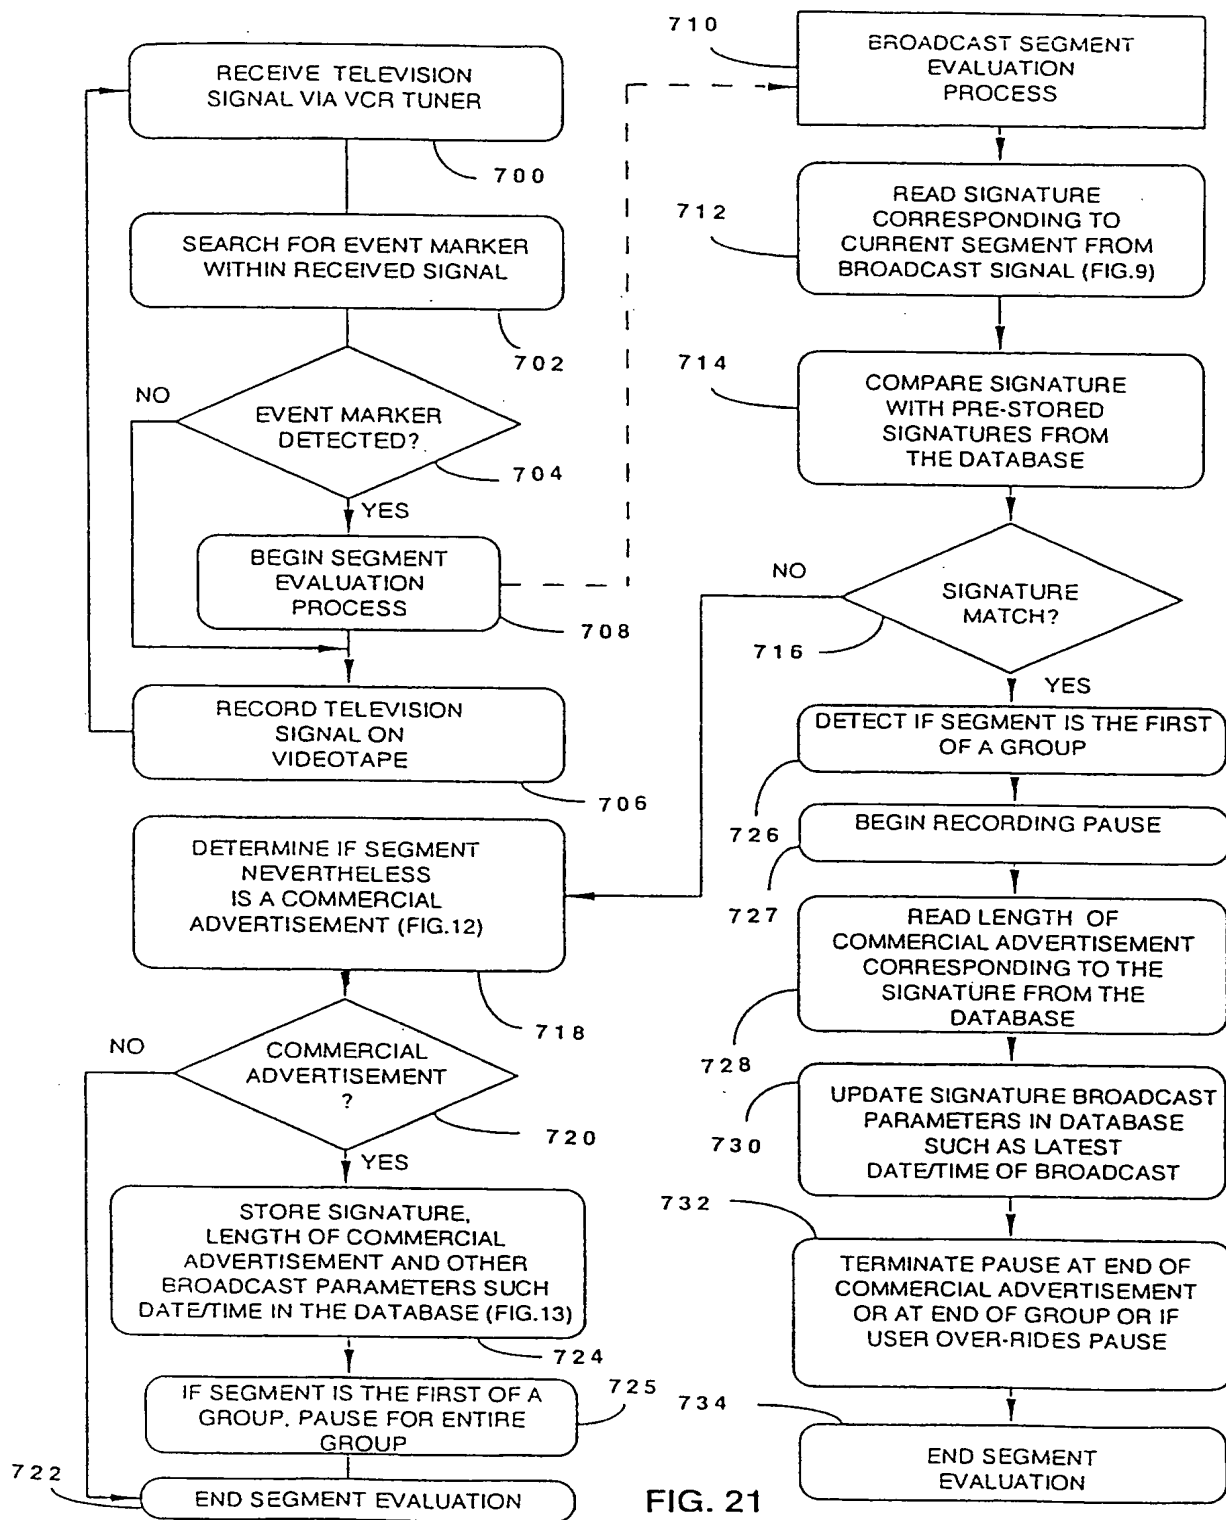 RECEIVE TELEVISION
SIGNAL VIA VCR TUNER
700
SEARCH FOR EVENT MARKER
WITHIN RECEIVED SIGNAL
702
NO
EVENT MARKER
DETECTED?
704
YES
BEGIN SEGMENT
EVALUATION
PROCESS
708
RECORD TELEVISION
SIGNAL ON
VIDEOTAPE
706
DETERMINE IF SEGMENT
NEVERTHELESS
IS A COMMERCIAL
ADVERTISEMENT (FIG.12)
718
NO
COMMERCIAL
ADVERTISEMENT
?
720
YES
STORE SIGNATURE,
LENGTH OF COMMERCIAL
ADVERTISEMENT AND OTHER
BROADCAST PARAMETERS SUCH
DATE/TIME IN THE DATABASE (FIG.13)
724
IF SEGMENT IS THE FIRST OF A
GROUP, PAUSE FOR ENTIRE
GROUP
725
722
END SEGMENT EVALUATION
710
BROADCAST SEGMENT
EVALUATION
PROCESS
712
READ SIGNATURE
CORRESPONDING TO
CURRENT SEGMENT FROM
BROADCAST SIGNAL (FIG.9)
714
COMPARE SIGNATURE
WITH PRE-STORED
SIGNATURES FROM
THE DATABASE
NO
SIGNATURE
MATCH?
716
YES
DETECT IF SEGMENT IS THE FIRST
OF A GROUP
726
BEGIN RECORDING PAUSE
727
READ LENGTH OF
COMMERCIAL ADVERTISEMENT
CORRESPONDING TO THE
SIGNATURE FROM THE
DATABASE
728
UPDATE SIGNATURE BROADCAST
PARAMETERS IN DATABASE
SUCH AS LATEST
DATE/TIME OF BROADCAST
730
732
TERMINATE PAUSE AT END OF
COMMERCIAL ADVERTISEMENT
OR AT END OF GROUP OR IF
USER OVER-RIDES PAUSE
734
END SEGMENT
EVALUATION
FIG. 21